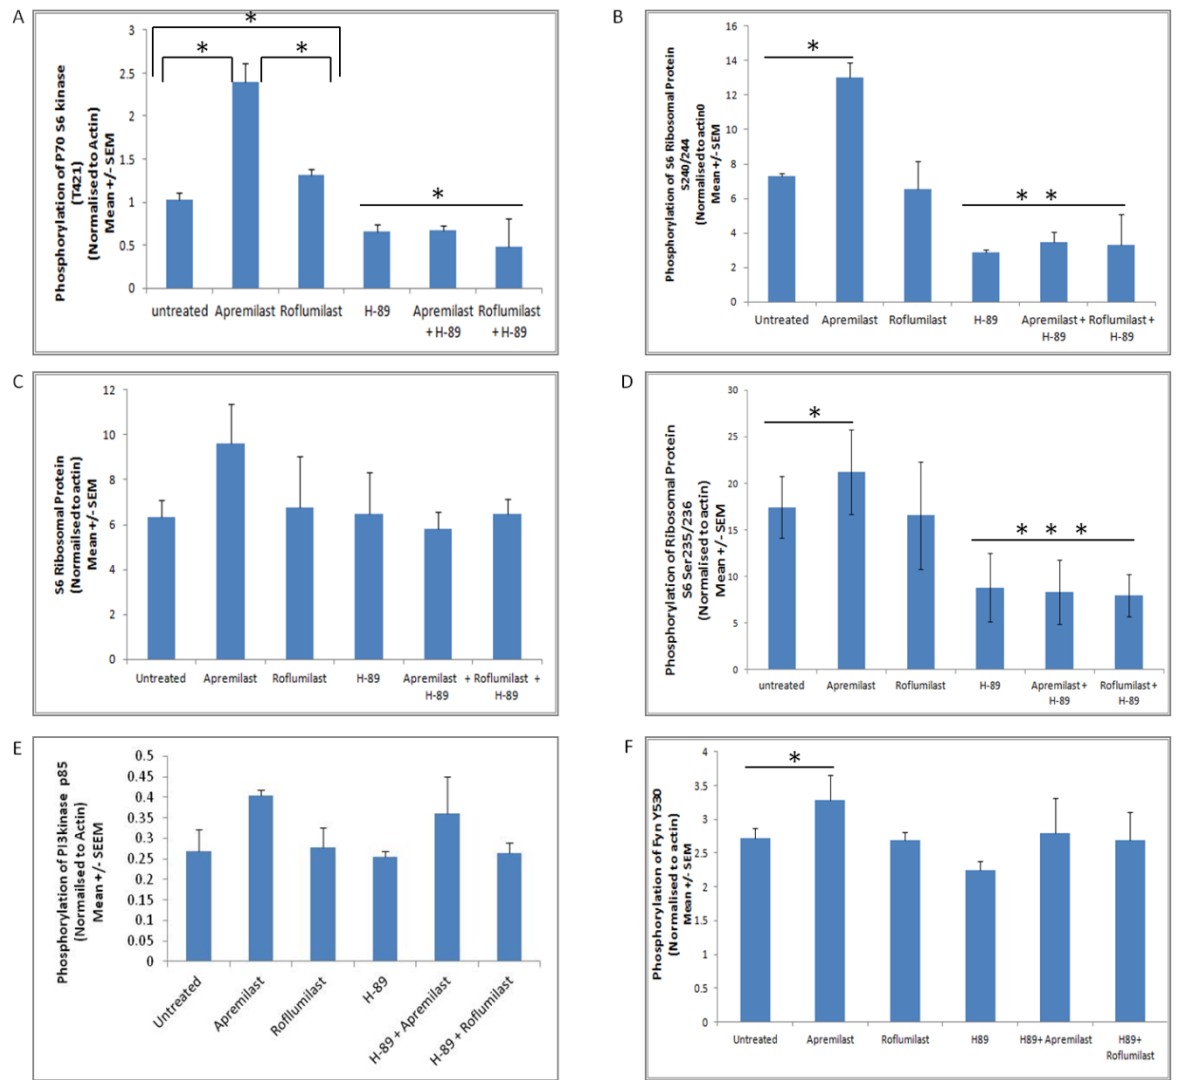 A
Phosphorylation of P70 S6 kinase
(T421)
(Normalised to Actin)
Mean +/- SEM
3
2.5
2
1.5
1
0.5
0
*
*
*
*
untreated Apremilast Roflumilast H-89 Apremilast Roflumilast
+ H-89 + H-89
B
Phosphorylation of S6 Ribosomal Protein
S240/244
(Normalised to actin0
Mean +/- SEM
16
14
12
10
8
6
4
2
0
*
* *
Untreated Apremilast Roflumilast H-89 Apremilast + Roflumilast +
H-89 H-89
C
S6 Ribosomal Protein
(Normailsed to actin)
Mean +/- SEM
12
10
8
6
4
2
0
Untreated Apremilast Roflumilast H-89 Apremilast + Roflumilast +
H-89 H-89
D
Phosphorylation of Ribosomal Protein
S6 Ser235/236
(Normalised to actin)
Mean +/- SEM
30
25
20
15
10
5
0
*
* * *
untreated Apremilast Roflumilast H-89 Apremilast + Roflumilast +
H-89 H-89
E
Phosphorylation of PI3kinase p85
(Normailsed to Actin)
Mean +/- SEEM
0.5
0.45
0.4
0.35
0.3
0.25
0.2
0.15
0.1
0.05
0
Untreated
Apremilast
Rofllumilast
H-89
H-89 + Apremilast
H-89 + Roflumilast
F
Phosphorylation of Fyn Y530
(Normalised to actin)
Mean +/- SEM
4
3.5
3
2.5
2
1.5
1
0.5
0
*
Untreated Apremilast Roflumilast H89 H89+ Apremilast H89+
Roflumilast